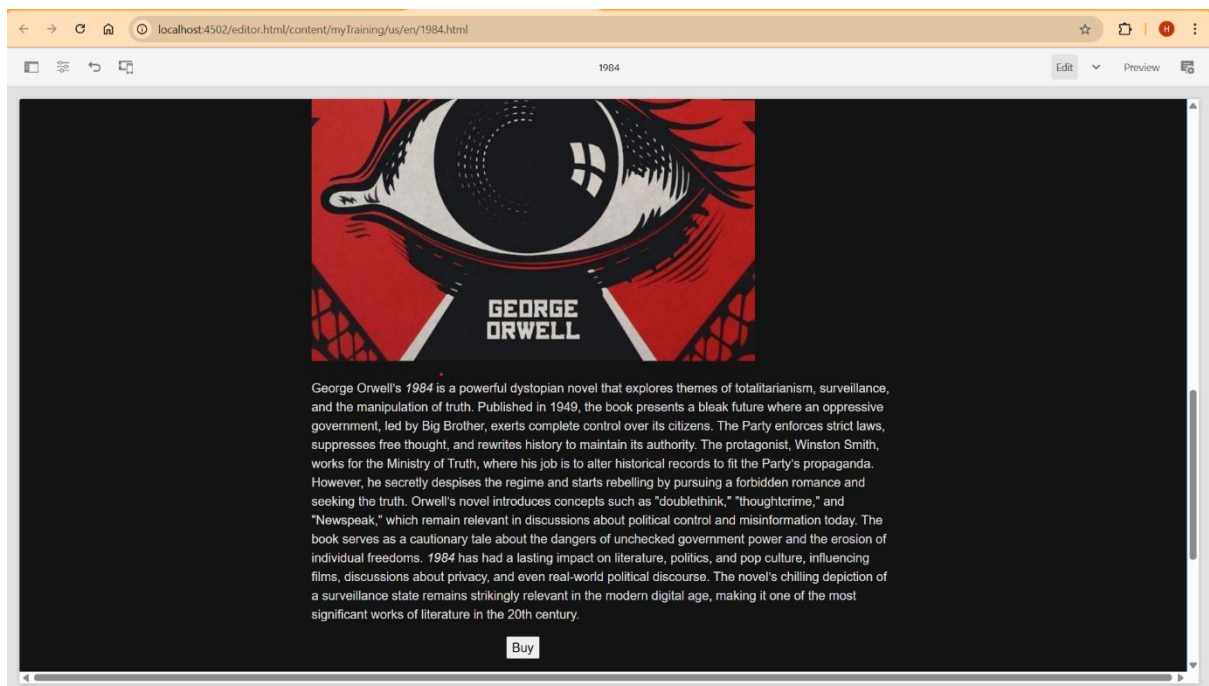 localhost:4502/editor.html/content/myTraining/us/en/1984.html
H
1984
Edit
Preview
GEORGE
ORWELL
George Orwell's 1984 is a powerful dystopian novel that explores themes of totalitarianism, surveillance,
and the manipulation of truth. Published in 1949, the book presents a bleak future where an oppressive
government, led by Big Brother, exerts complete control over its citizens. The Party enforces strict laws,
suppresses free thought, and rewrites history to maintain its authority. The protagonist, Winston Smith,
works for the Ministry of Truth, where his job is to alter historical records to fit the Party's propaganda.
However, he secretly despises the regime and starts rebelling by pursuing a forbidden romance and
seeking the truth. Orwell's novel introduces concepts such as "doublethink," "thoughtcrime," and
"Newspeak," which remain relevant in discussions about political control and misinformation today. The
book serves as a cautionary tale about the dangers of unchecked government power and the erosion of
individual freedoms. 1984 has had a lasting impact on literature, politics, and pop culture, influencing
films, discussions about privacy, and even real-world political discourse. The novel's chilling depiction of
a surveillance state remains strikingly relevant in the modern digital age, making it one of the most
significant works of literature in the 20th century.
Buy